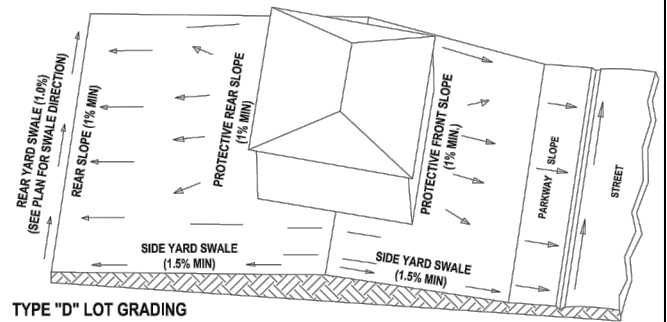 REAR YARD SWALE (1.0%)
(SEE PLAN FOR SWALE DIRECTION)
REAR SLOPE (1% MIN)
PROTECTIVE REAR SLOPE
(1% MIN)
PROTECTIVE FRONT SLOPE
(1% MIN.)
PARKWAY SLOPE
STREET
SIDE YARD SWALE
(1.5% MIN)
SIDE YARD SWALE
(1.5% MIN)
TYPE "D" LOT GRADING